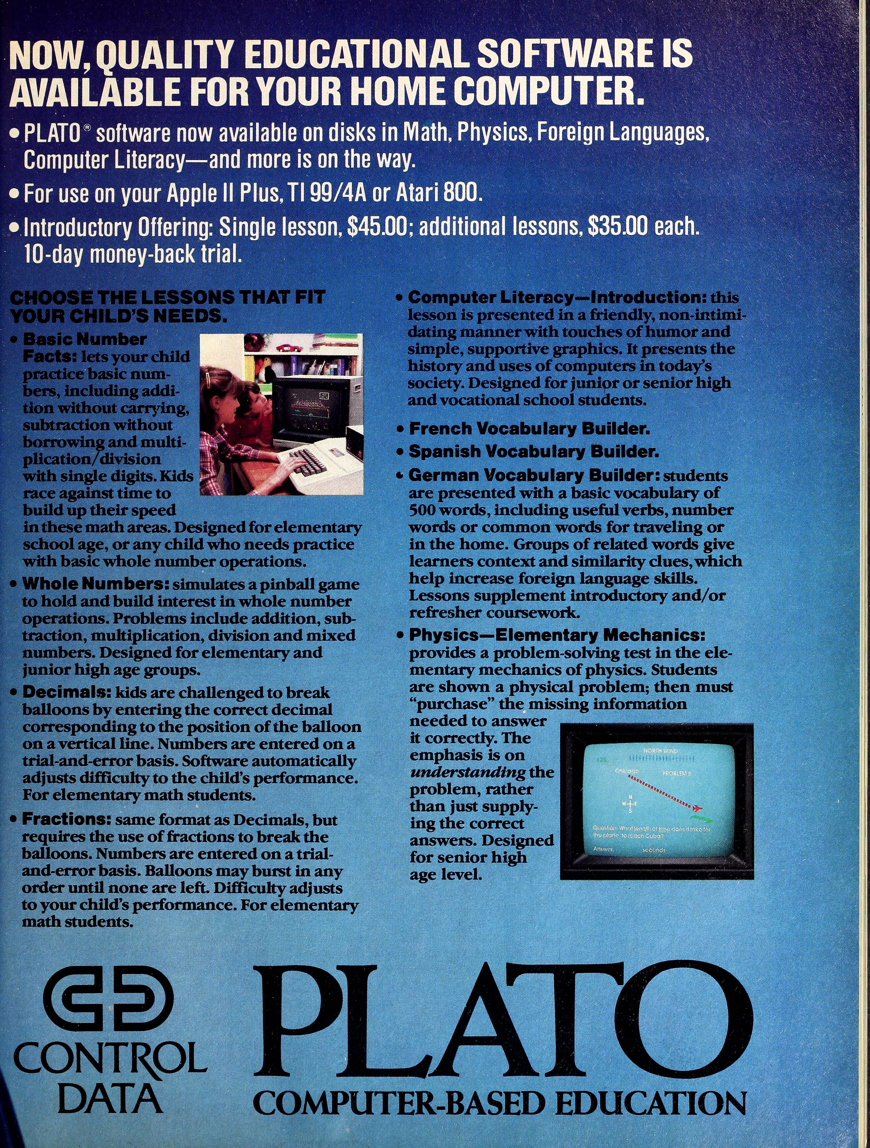 NOW, QUALITY EDUCATIONAL SOFTWARE IS
AVAILABLE FOR YOUR HOME COMPUTER.
• PLATO® software now available on disks in Math, Physics, Foreign Languages,
Computer Literacy—and more is on the way.
• For use on your Apple II Plus, TI 99/4A or Atari 800.
• Introductory Offering: Single lesson, $45.00; additional lessons, $35.00 each.
10-day money-back trial.
CHOOSE THE LESSONS THAT FIT
YOUR CHILD'S NEEDS.
• Basic Number
Facts: lets your child
practice basic num-
bers, including addi-
tion without carrying,
subtraction without
borrowing and multi-
plication/division
with single digits. Kids
race against time to
build up their speed
in these math areas. Designed for elementary
school age, or any child who needs practice
with basic whole number operations.
• Whole Numbers: simulates a pinball game
to hold and build interest in whole number
operations. Problems include addition, sub-
traction, multiplication, division and mixed
numbers. Designed for elementary and
junior high age groups.
• Decimals: kids are challenged to break
balloons by entering the correct decimal
corresponding to the position of the balloon
on a vertical line. Numbers are entered on a
trial-and-error basis. Software automatically
adjusts difficulty to the child's performance.
For elementary math students.
• Fractions: same format as Decimals, but
requires the use of fractions to break the
balloons. Numbers are entered on a trial-
and-error basis. Balloons may burst in any
order until none are left. Difficulty adjusts
to your child's performance. For elementary
math students.
• Computer Literacy—Introduction: this
lesson is presented in a friendly, non-intimi-
dating manner with touches of humor and
simple, supportive graphics. It presents the
history and uses of computers in today's
society. Designed for junior or senior high
and vocational school students.
• French Vocabulary Builder.
• Spanish Vocabulary Builder.
• German Vocabulary Builder: students
are presented with a basic vocabulary of
500 words, including useful verbs, number
words or common words for traveling or
in the home. Groups of related words give
learners context and similarity clues, which
help increase foreign language skills.
Lessons supplement introductory and/or
refresher coursework.
• Physics—Elementary Mechanics:
provides a problem-solving test in the ele-
mentary mechanics of physics. Students
are shown a physical problem; then must
"purchase" the missing information
needed to answer
it correctly. The
emphasis is on
understanding the
problem, rather
than just supply-
ing the correct
answers. Designed
for senior high
age level.
NORTH WIND
PROBLEM
Answer: seconds
CONTROL
DATA
PLATO
COMPUTER-BASED EDUCATION